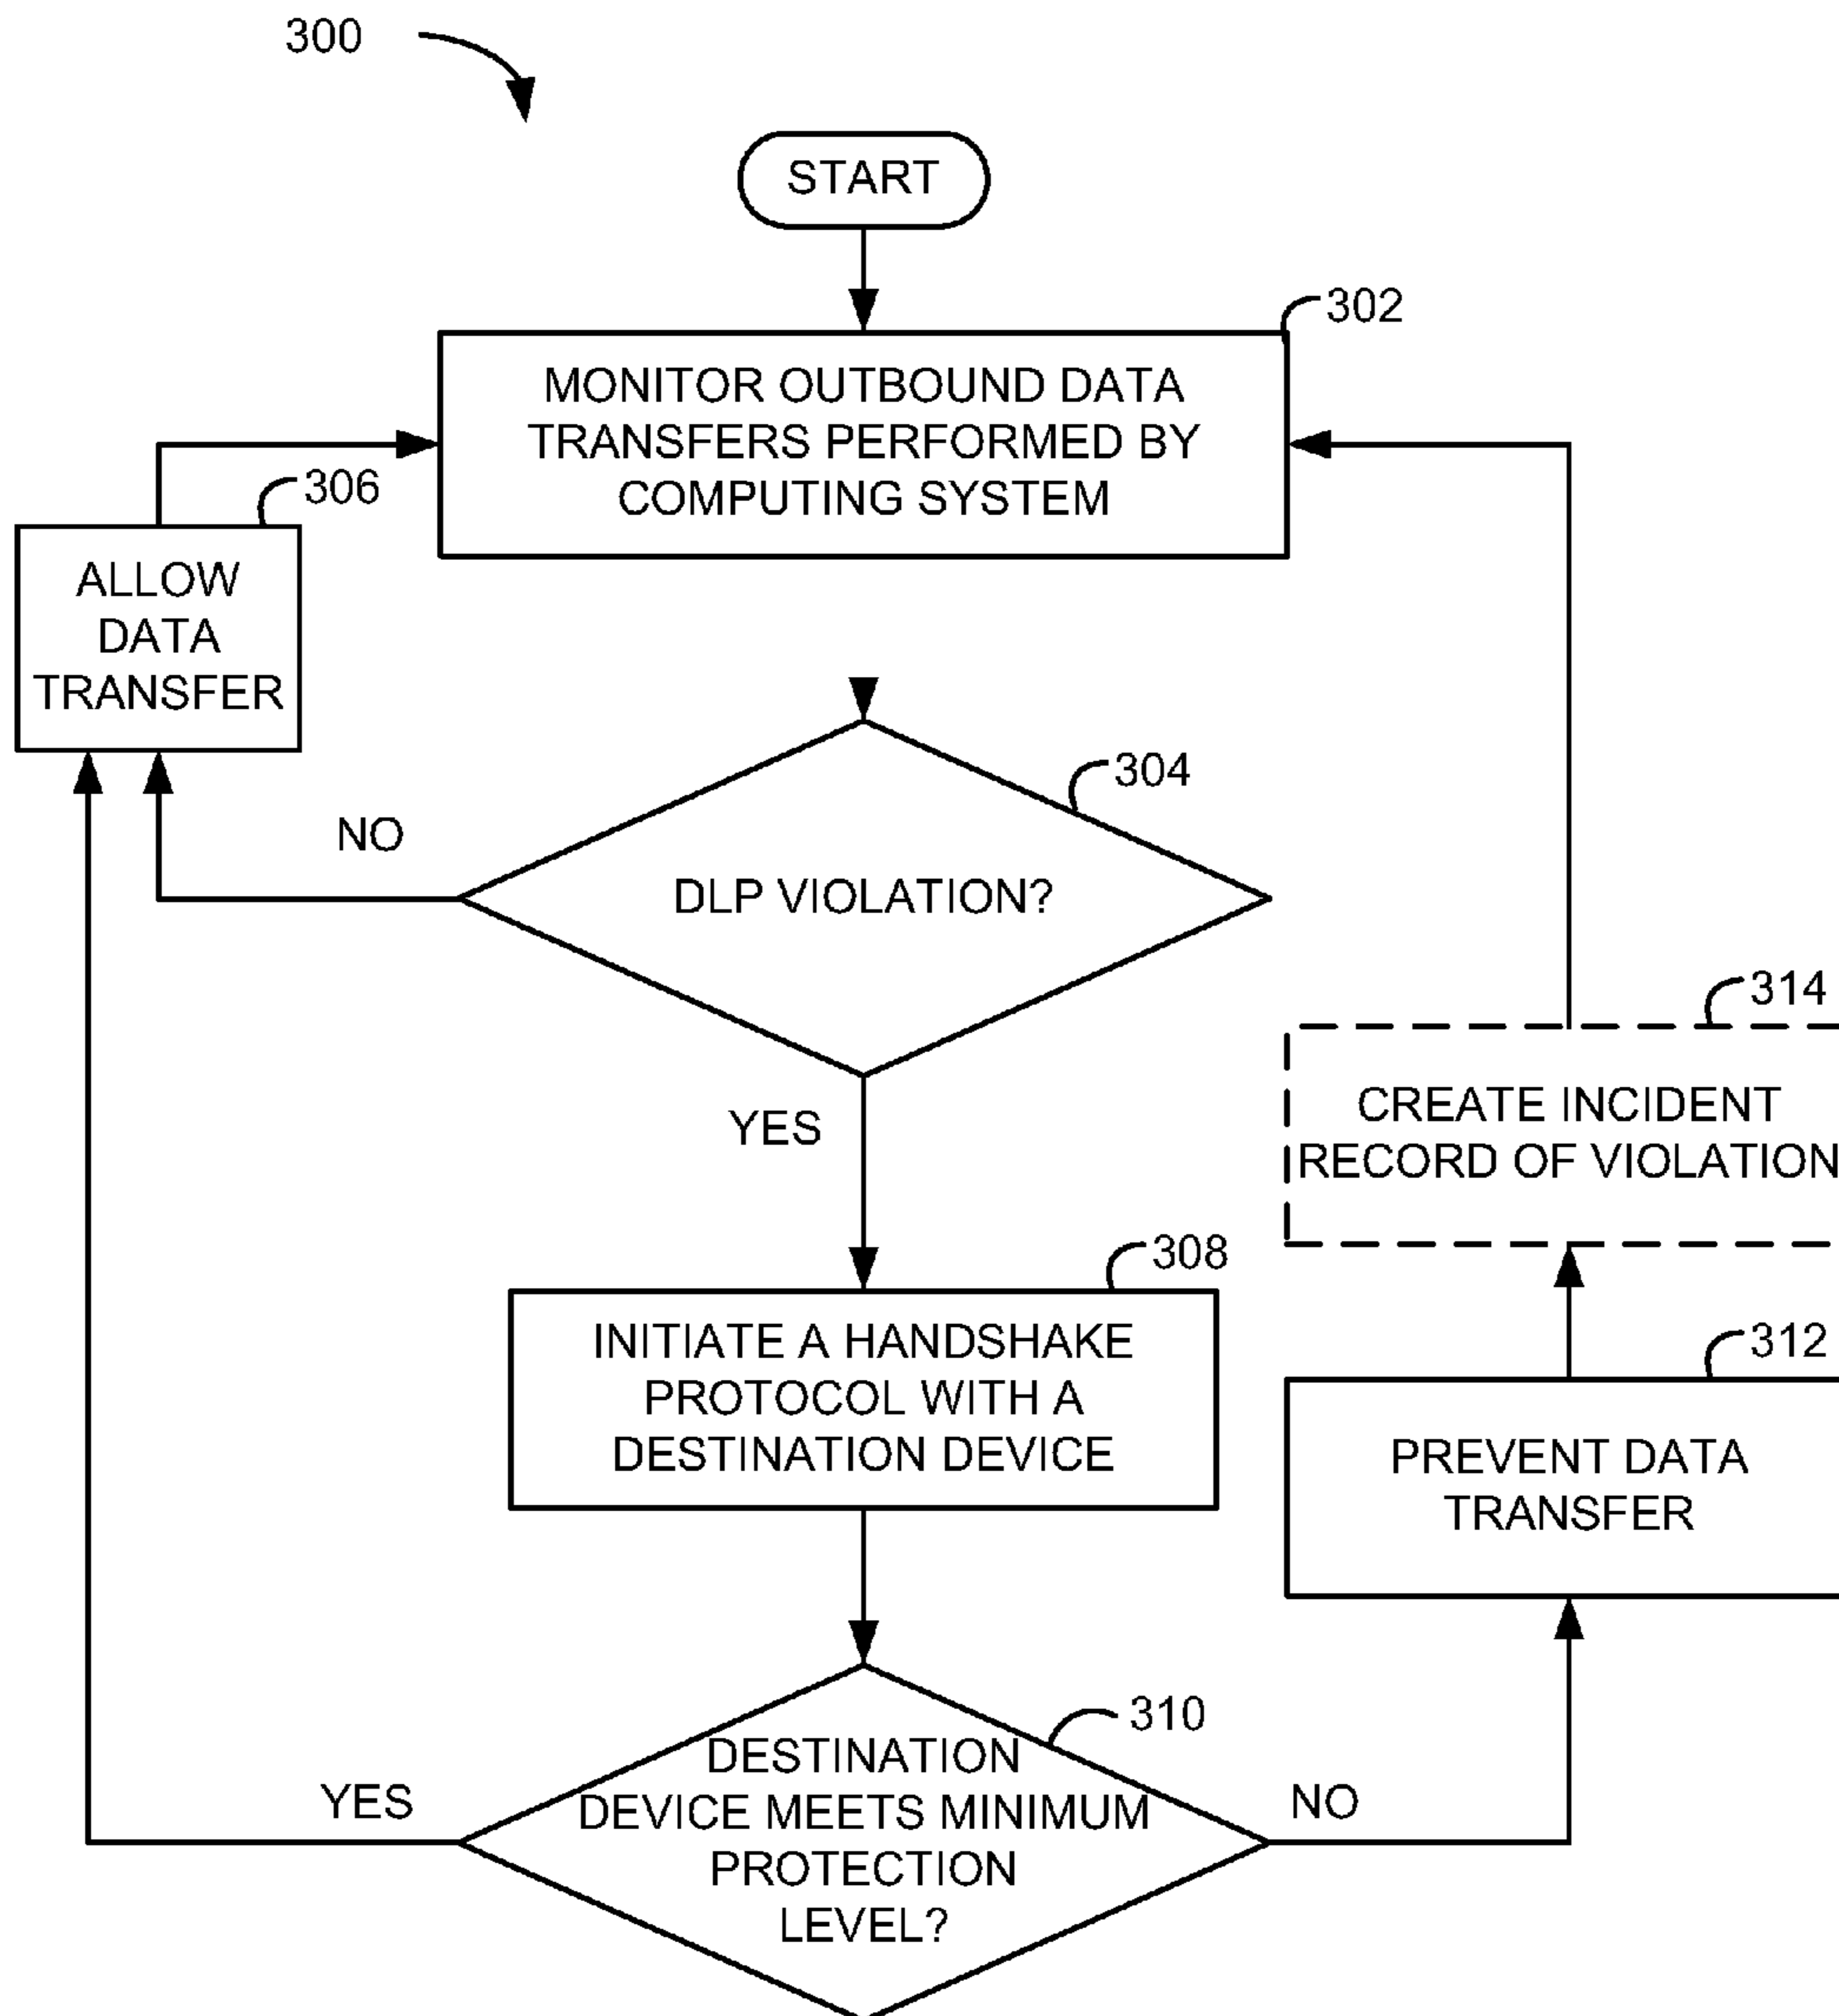 300
START
302
MONITOR OUTBOUND DATA
TRANSFERS PERFORMED BY
COMPUTING SYSTEM
306
ALLOW
DATA
TRANSFER
304
NO
DLP VIOLATION?
YES
314
CREATE INCIDENT
RECORD OF VIOLATION
308
INITIATE A HANDSHAKE
PROTOCOL WITH A
DESTINATION DEVICE
312
PREVENT DATA
TRANSFER
310
DESTINATION
DEVICE MEETS MINIMUM
PROTECTION
LEVEL?
YES
NO